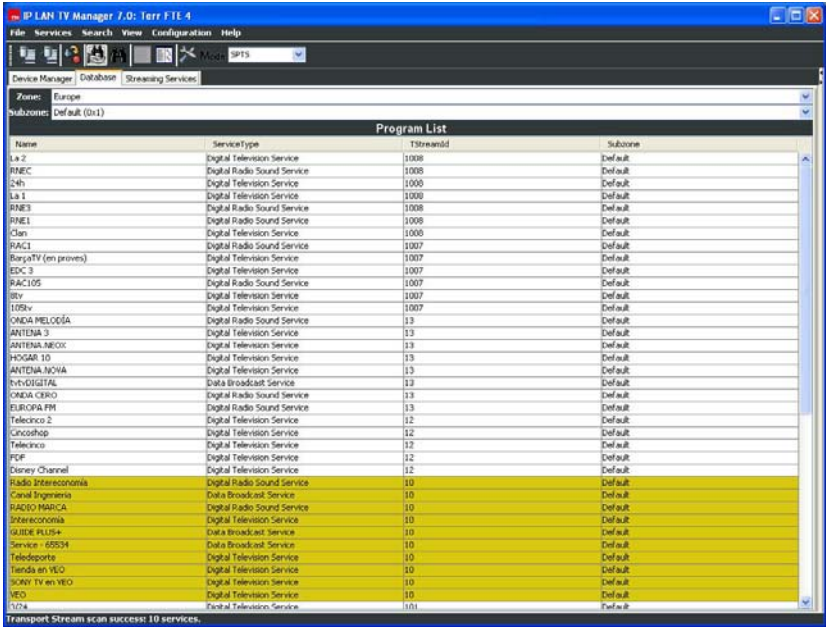 IP LAN TV Manager 7.0: Terr FTE 4
File Services Search View Configuration Help
Mode SPTS
Device Manager Database Streaming Services
Zone: Europe
Subzone: Default (0x1)
Program List
Name ServiceType TStreamId Subzone
La 2 Digital Television Service 1008 Default
RNEC Digital Radio Sound Service 1008 Default
24h Digital Television Service 1008 Default
La 1 Digital Television Service 1008 Default
RNE3 Digital Radio Sound Service 1008 Default
RNE1 Digital Radio Sound Service 1008 Default
Clan Digital Television Service 1008 Default
RAC1 Digital Radio Sound Service 1007 Default
BarçaTV (en proves) Digital Television Service 1007 Default
EDC 3 Digital Television Service 1007 Default
RAC105 Digital Radio Sound Service 1007 Default
8tv Digital Television Service 1007 Default
105tv Digital Television Service 1007 Default
ONDA MELODÍA Digital Radio Sound Service 13 Default
ANTENA 3 Digital Television Service 13 Default
ANTENA.NEOX Digital Television Service 13 Default
HOGAR 10 Digital Television Service 13 Default
ANTENA.NOVA Digital Television Service 13 Default
tvtvDIGITAL Data Broadcast Service 13 Default
ONDA CERO Digital Radio Sound Service 13 Default
EUROPA FM Digital Radio Sound Service 13 Default
Telecinco 2 Digital Television Service 12 Default
Cincoshop Digital Television Service 12 Default
Telecinco Digital Television Service 12 Default
FDF Digital Television Service 12 Default
Disney Channel Digital Television Service 12 Default
Radio Intereconomía Digital Radio Sound Service 10 Default
Canal Ingenieria Data Broadcast Service 10 Default
RADIO MARCA Digital Radio Sound Service 10 Default
Intereconomía Digital Television Service 10 Default
GUIDE PLUS+ Data Broadcast Service 10 Default
Service - 65534 Data Broadcast Service 10 Default
Teledeporte Digital Television Service 10 Default
Tienda en VEO Digital Television Service 10 Default
SONY TV en VEO Digital Television Service 10 Default
VEO Digital Television Service 10 Default
3/24 Digital Television Service 101 Default
Transport Stream scan success: 10 services.